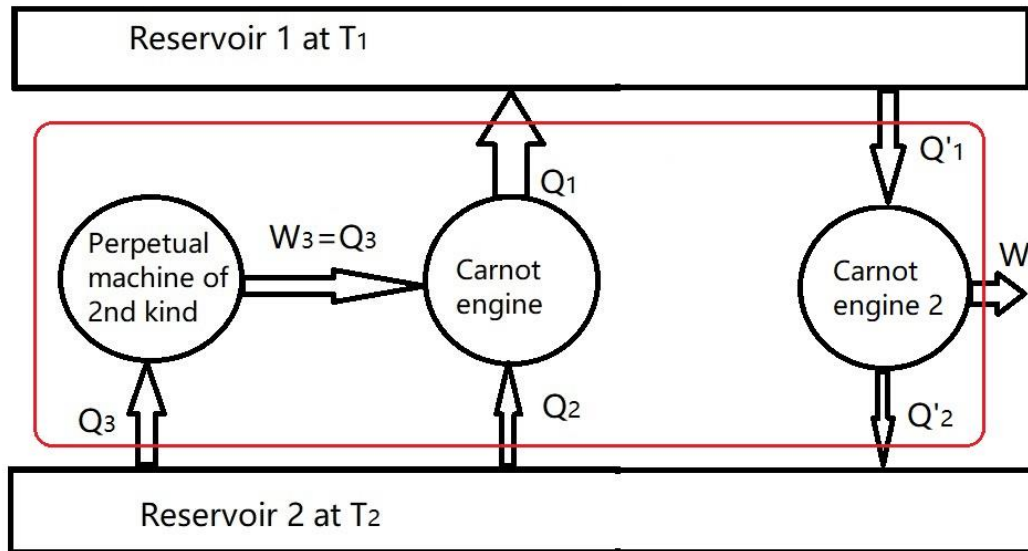 Reservoir 1 at T1
Q'1
Q1
Perpetual
machine of
2nd kind
W3=Q3
Carnot
engine
Carnot
engine 2
W
Q3
Q2
Q'2
Reservoir 2 at T2